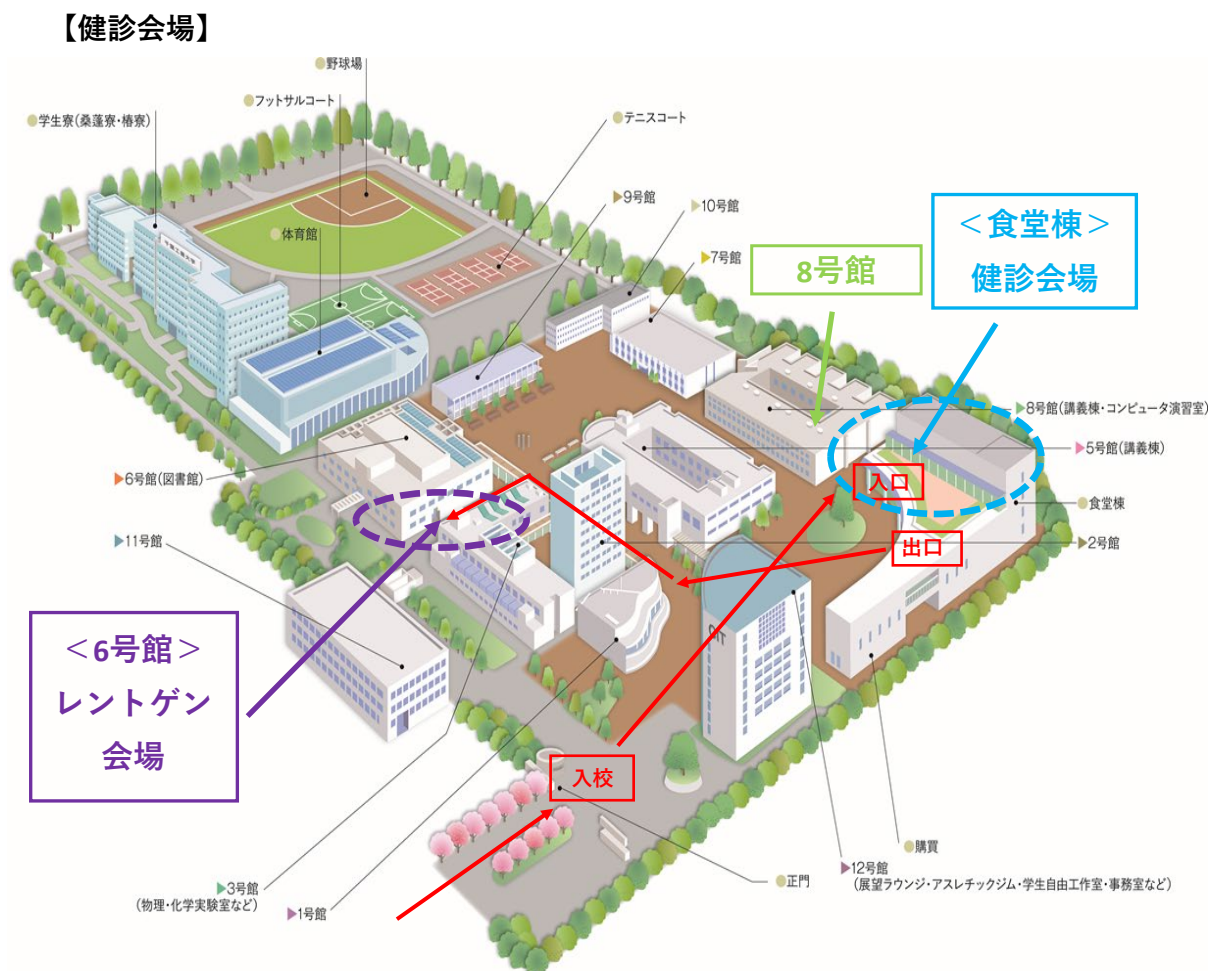 【健診会場】
野球場
フットサルコート
学生寮(桑蓬寮・椿寮)
テニスコート
9号館
10号館
7号館
体育館
8号館
＜食堂棟＞
健診会場
8号館(講義棟・コンピュータ演習室)
5号館(講義棟)
入口
食堂棟
出口
2号館
6号館(図書館)
11号館
＜6号館＞
レントゲン
会場
CIT
入校
購買
12号館
(展望ラウンジ・アスレチックジム・学生自由工作室・事務室など)
正門
3号館
(物理・化学実験室など)
1号館